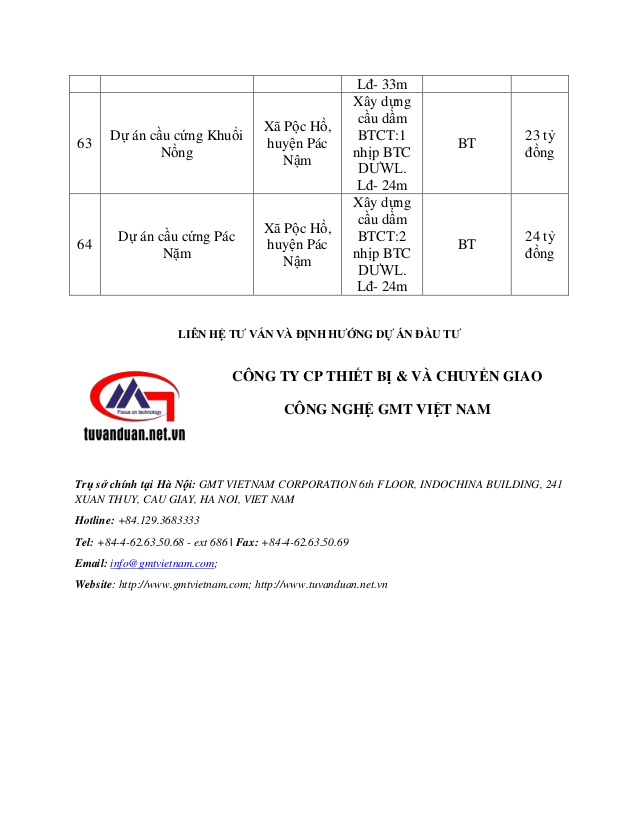 Lđ- 33m
63
Dự án cầu cứng Khuổi
Nồng
Xã Pộc Hồ,
huyện Pác
Nậm
Xây dựng
cầu dầm
BTCT:1
nhịp BTC
DƯWL.
Lđ- 24m
BT
23 tỷ
đồng
64
Dự án cầu cứng Pác
Nặm
Xã Pộc Hồ,
huyện Pác
Nậm
Xây dựng
cầu dầm
BTCT:2
nhịp BTC
DƯWL.
Lđ- 24m
BT
24 tỷ
đồng
LIÊN HỆ TƯ VẤN VÀ ĐỊNH HƯỚNG DỰ ÁN ĐẦU TƯ
Focus on technology
tuvanduan.net.vn
CÔNG TY CP THIẾT BỊ & VÀ CHUYỂN GIAO
CÔNG NGHỆ GMT VIỆT NAM
Trụ sở chính tại Hà Nội: GMT VIETNAM CORPORATION 6th FLOOR, INDOCHINA BUILDING, 241
XUAN THUY, CAU GIAY, HA NOI, VIET NAM
Hotline: +84.129.3683333
Tel: +84-4-62.63.50.68 - ext 686| Fax: +84-4-62.63.50.69
Email: info@gmtvietnam.com;
Website: http://www.gmtvietnam.com; http://www.tuvanduan.net.vn